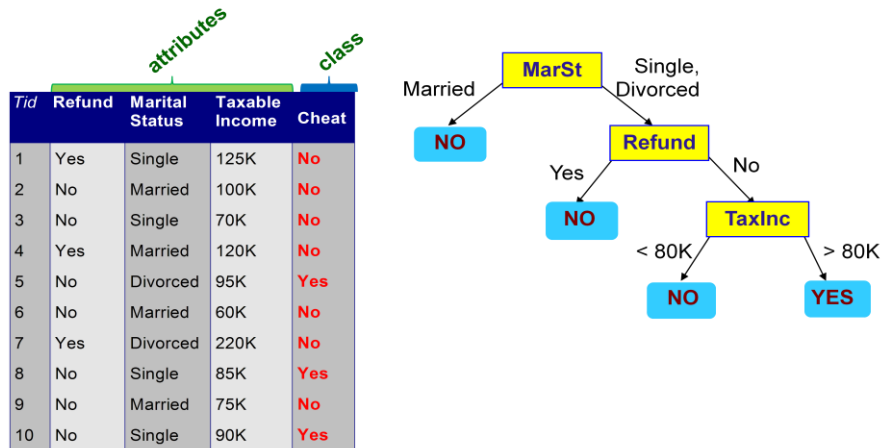 attributes
class
Tid Refund Marital Status Taxable Income Cheat
1 Yes Single 125K No
2 No Married 100K No
3 No Single 70K No
4 Yes Married 120K No
5 No Divorced 95K Yes
6 No Married 60K No
7 Yes Divorced 220K No
8 No Single 85K Yes
9 No Married 75K No
10 No Single 90K Yes
MarSt
Married
Single,
Divorced
NO
Refund
Yes
No
NO
TaxInc
< 80K
> 80K
NO
YES